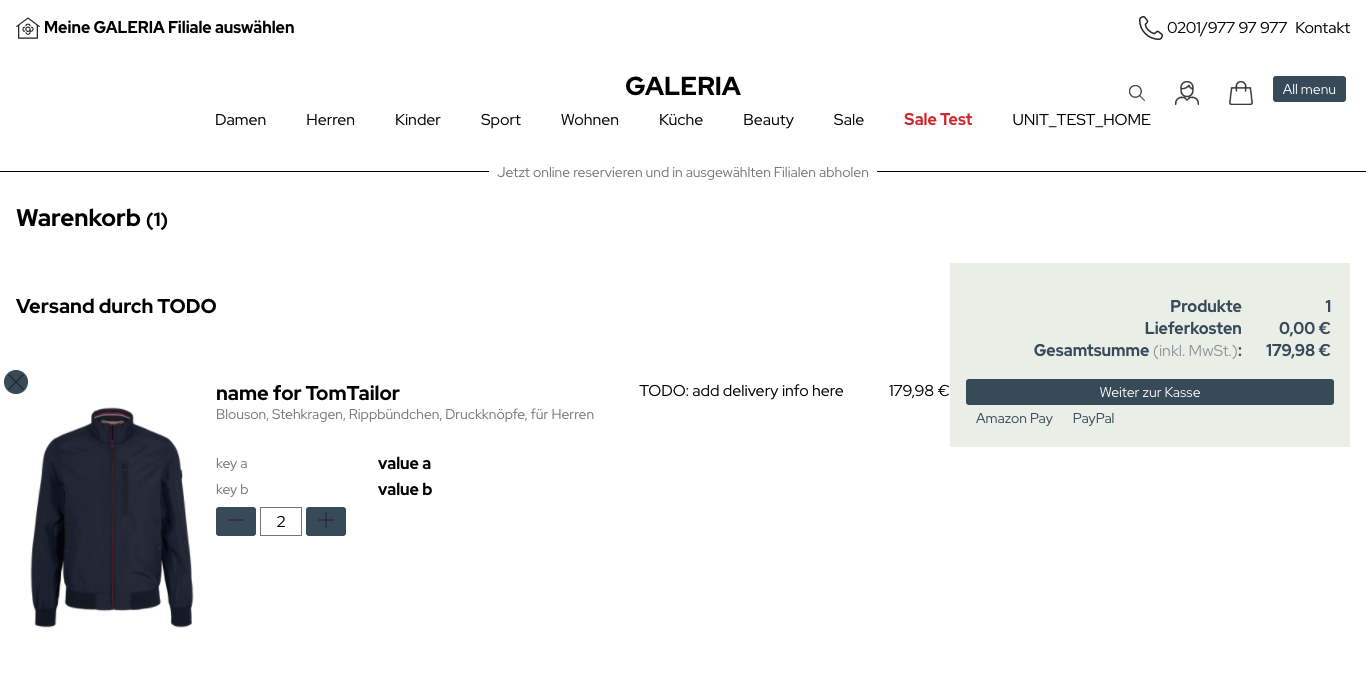 Meine GALERIA Filiale auswählen
0201/977 97 977 Kontakt
GALERIA
All menu
Damen Herren Kinder Sport Wohnen Küche Beauty Sale Sale Test UNIT_TEST_HOME
Jetzt online reservieren und in ausgewählten Filialen abholen
Warenkorb (1)
Versand durch TODO
name for TomTailor
Blouson, Stehkragen, Rippbündchen, Druckknöpfe, für Herren
key a value a
key b value b
2
TODO: add delivery info here
179,98 €
Produkte 1
Lieferkosten 0,00 €
Gesamtsumme (inkl. MwSt.): 179,98 €
Weiter zur Kasse
Amazon Pay PayPal